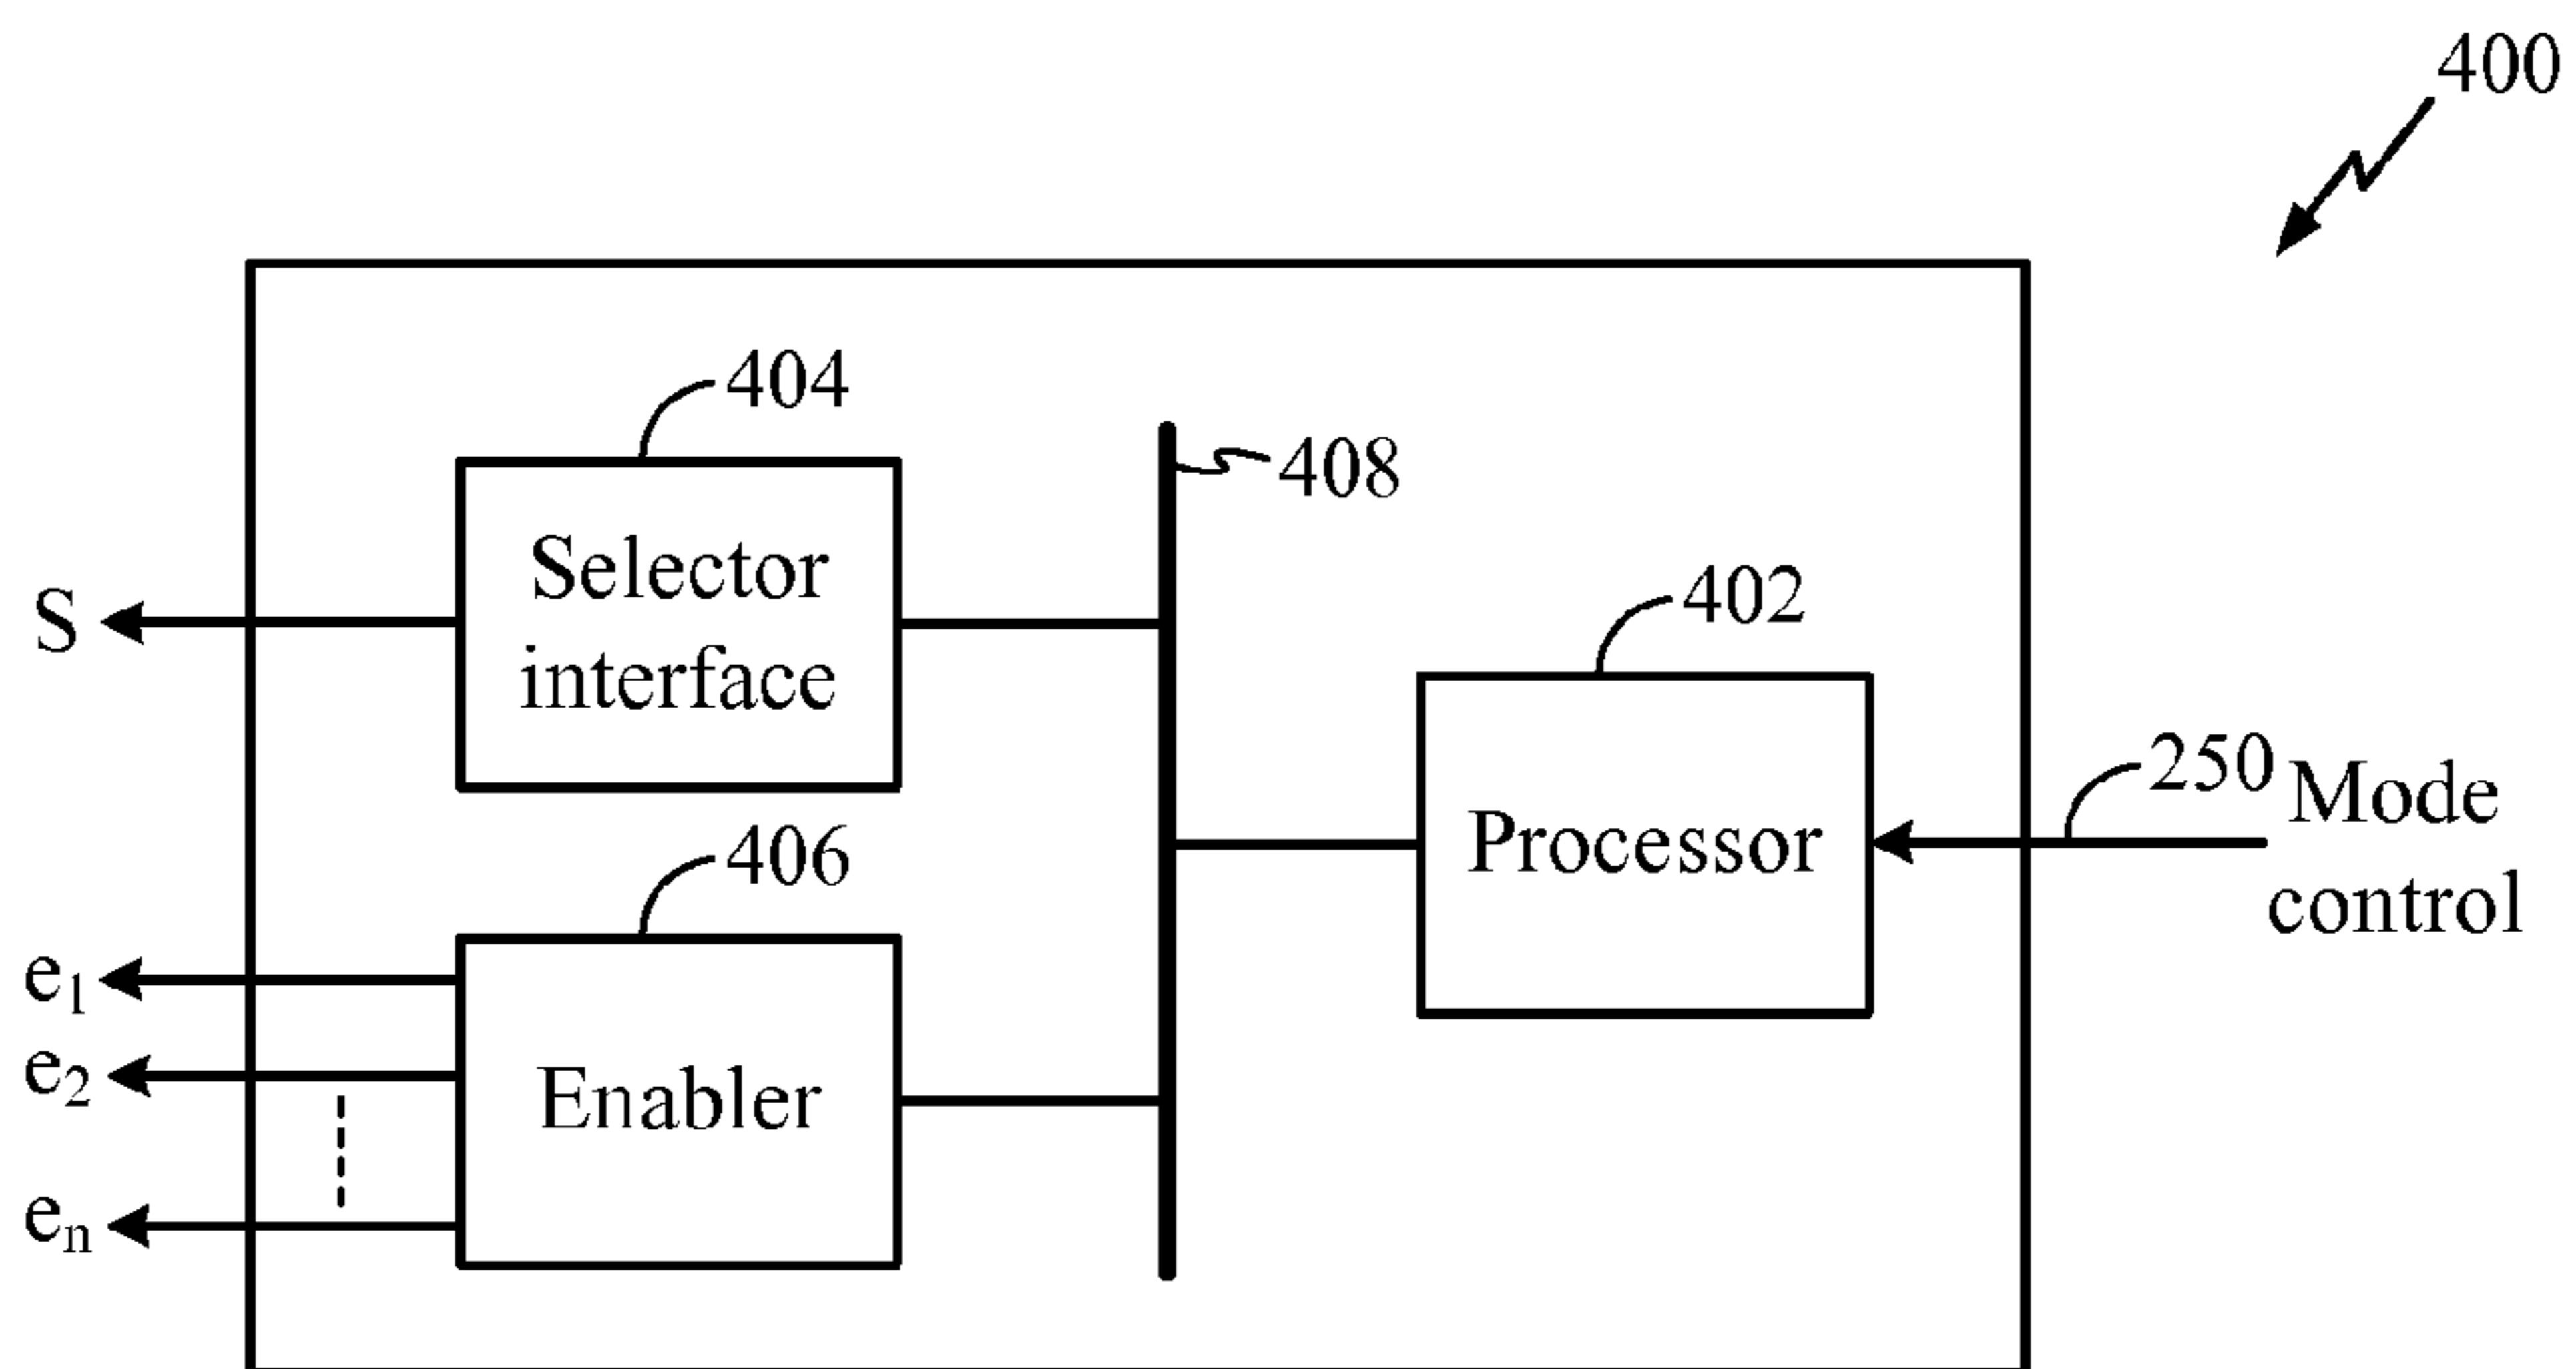 400
404
408
Selector
interface
S
402
250
Mode
control
Processor
406
e1
e2
en
Enabler